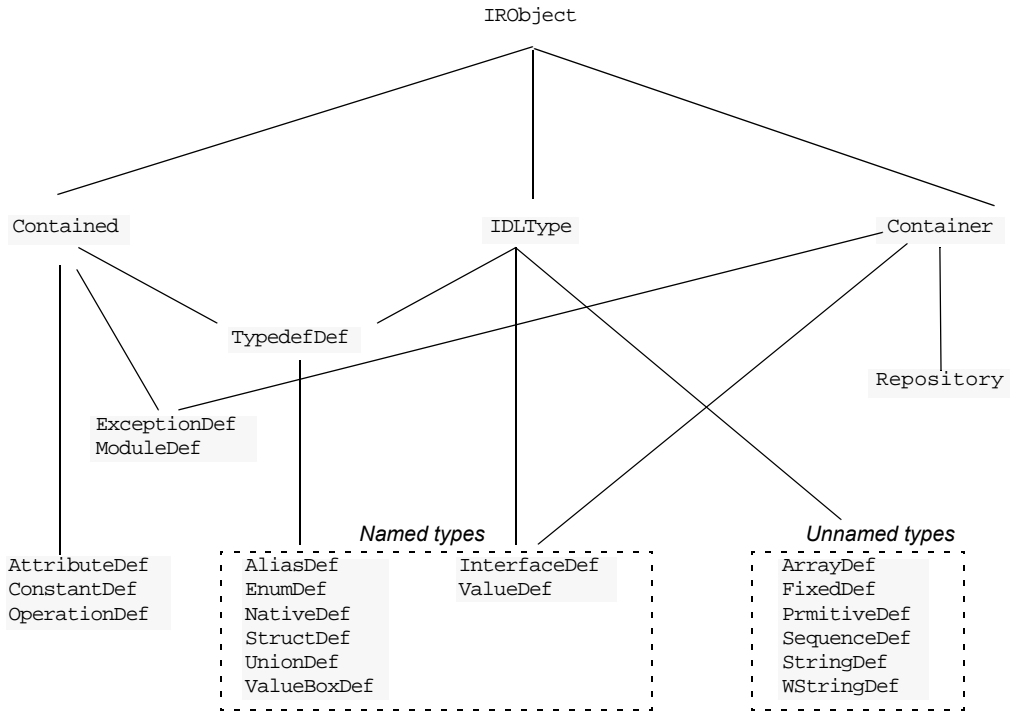 IRObject
Contained
IDLType
Container
TypedefDef
Repository
ExceptionDef
ModuleDef
Named types
Unnamed types
AttributeDef
ConstantDef
OperationDef
AliasDef
EnumDef
NativeDef
StructDef
UnionDef
ValueBoxDef
InterfaceDef
ValueDef
ArrayDef
FixedDef
PrmitiveDef
SequenceDef
StringDef
WStringDef